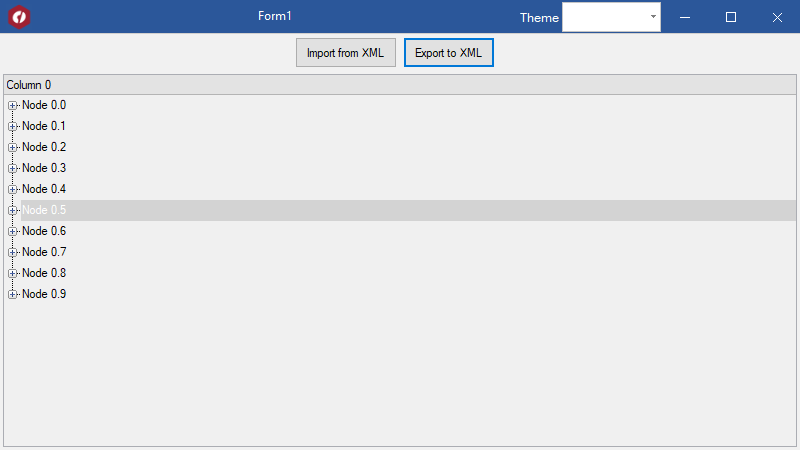 Form1
Theme
Import from XML
Export to XML
Column 0
Node 0.0
Node 0.1
Node 0.2
Node 0.3
Node 0.4
Node 0.5
Node 0.6
Node 0.7
Node 0.8
Node 0.9